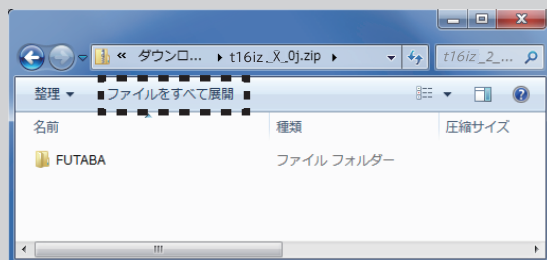 « ダウンロ... ▸ t16iz_X_0j.zip ▸ t16iz_2_...
整理 ▼ ファイルをすべて展開
名前 種類 圧縮サイズ
FUTABA ファイル フォルダー